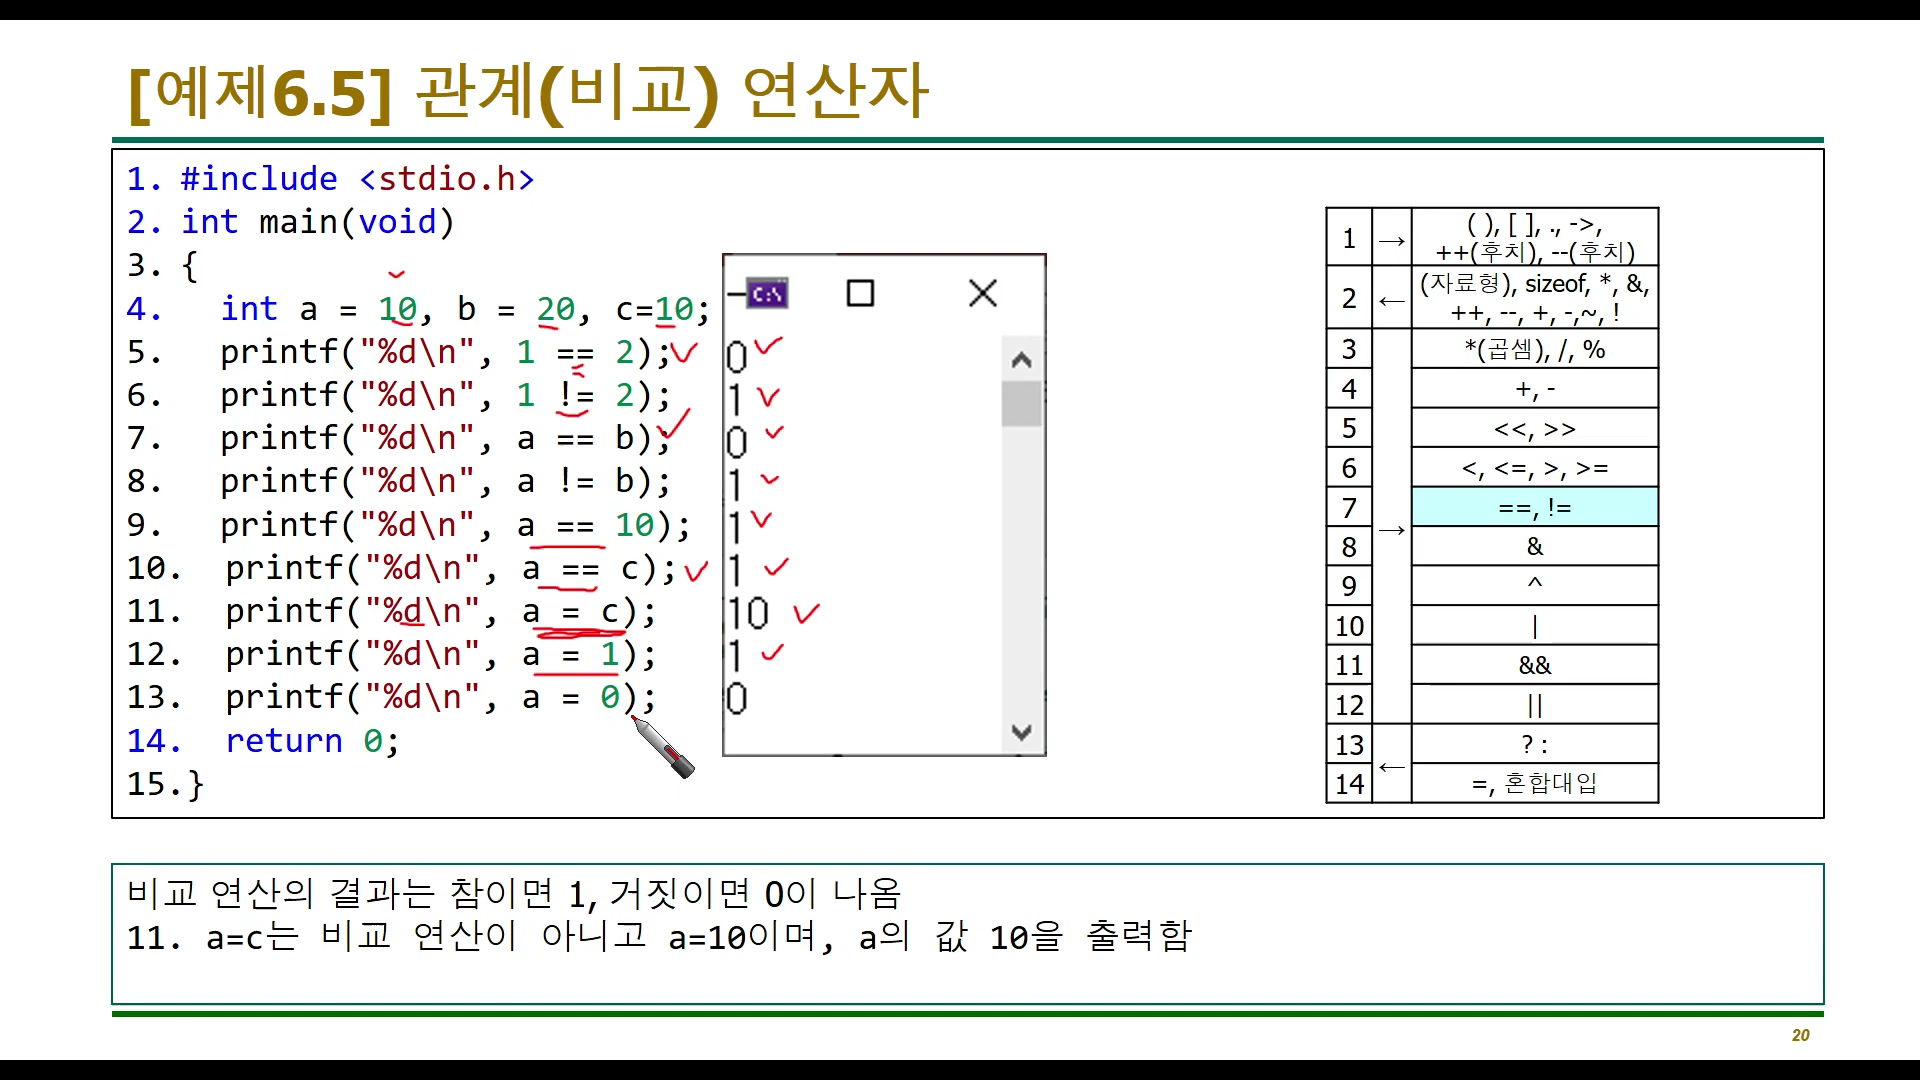 [예제6.5] 관계(비교) 연산자
1. #include <stdio.h>
2. int main(void)
3. {
4. int a = 10, b = 20, c=10;
5. printf("%d\n", 1 == 2);
6. printf("%d\n", 1 != 2);
7. printf("%d\n", a == b);
8. printf("%d\n", a != b);
9. printf("%d\n", a == 10);
10. printf("%d\n", a == c);
11. printf("%d\n", a = c);
12. printf("%d\n", a = 1);
13. printf("%d\n", a = 0);
14. return 0;
15.}
C:\
0
1
0
1
1
1
10
1
0
1 → ( ), [ ], ., ->,
++(후치), --(후치)
2 ← (자료형), sizeof, *, &,
++, --, +, -,~, !
3 *(곱셈), /, %
4 +, -
5 <<, >>
6 <, <=, >, >=
7 → ==, !=
8 &
9 ^
10 |
11 &&
12 ||
13 ← ? :
14 =, 혼합대입
비교 연산의 결과는 참이면 1, 거짓이면 0이 나옴
11. a=c는 비교 연산이 아니고 a=10이며, a의 값 10을 출력함
20